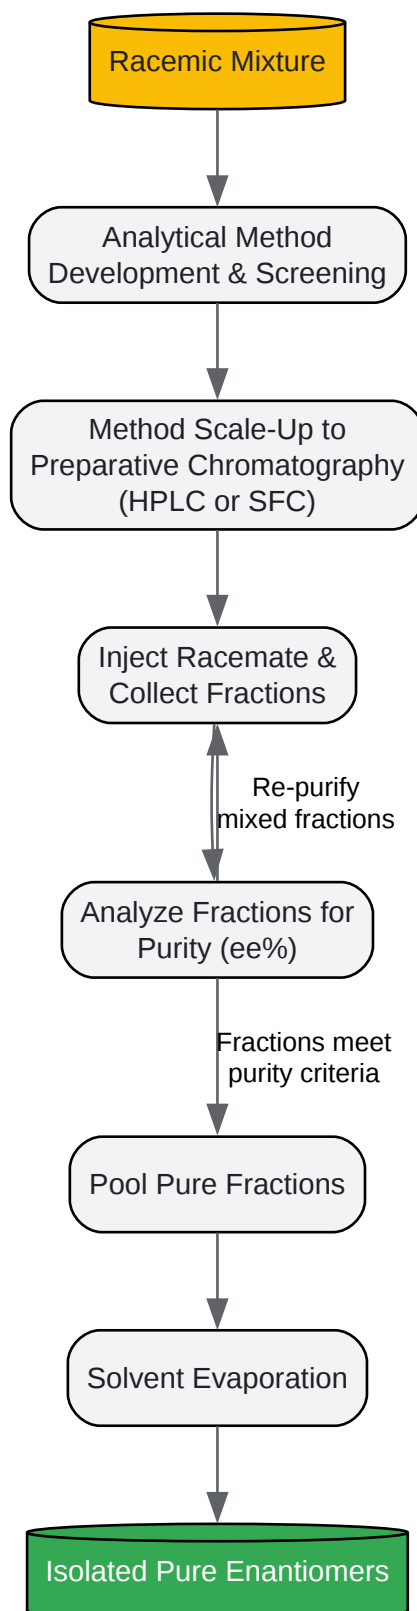 Racemic Mixture
Analytical Method
Development & Screening
Method Scale-Up to
Preparative Chromatography
(HPLC or SFC)
Inject Racemate &
Collect Fractions
Re-purify
mixed fractions
Analyze Fractions for
Purity (ee%)
Fractions meet
purity criteria
Pool Pure Fractions
Solvent Evaporation
Isolated Pure Enantiomers